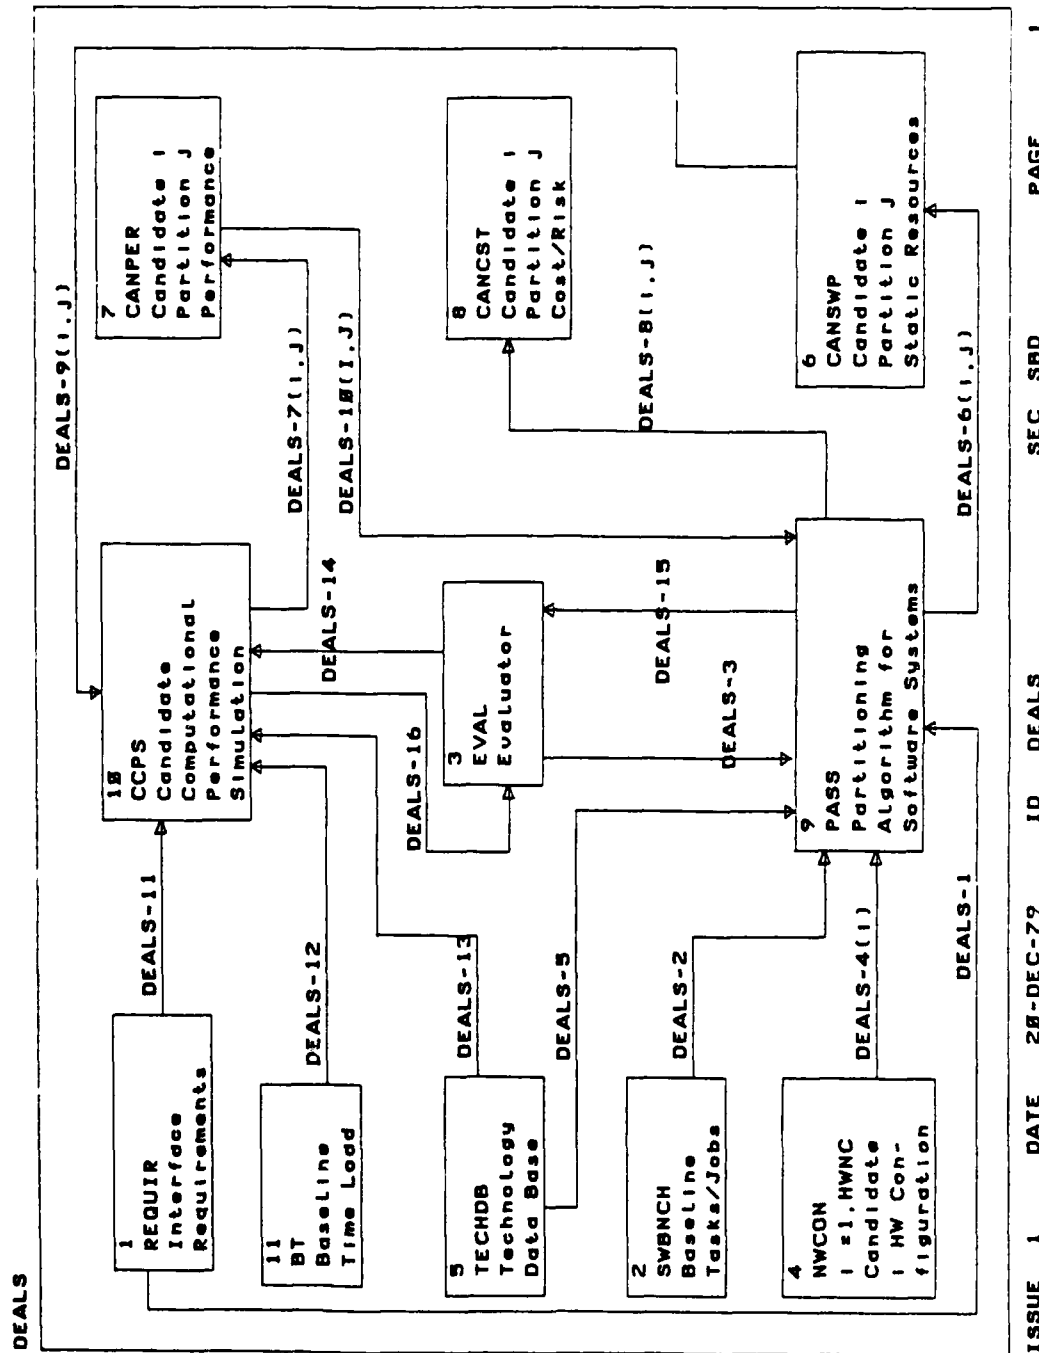 DEALS
1
REQUIR
Interface
Requirements
11
BT
Baseline
Time Load
5
TECHDB
Technology
Data Base
2
SWBNCH
Baseline
Tasks/Jobs
4
NWCON
I =1,HWNC
Candidate
I HW Con-
figuration
DEALS-11
DEALS-12
DEALS-13
DEALS-5
DEALS-2
DEALS-4(I)
DEALS-1
10
CCPS
Candidate
Computational
Performance
Simulation
DEALS-16
DEALS-14
3
EVAL
Evaluator
DEALS-15
DEALS-3
9
PASS
Partitioning
Algorithm for
Software Systems
DEALS-9(I,J)
DEALS-7(I,J)
DEALS-10(I,J)
DEALS-8(I,J)
DEALS-6(I,J)
7
CANPER
Candidate I
Partition J
Performance
8
CANCST
Candidate I
Partition J
Cost/Risk
6
CANSWP
Candidate I
Partition J
Static Resources
ISSUE 1 DATE 20-DEC-79 ID DEALS SEC SBD PAGE 1